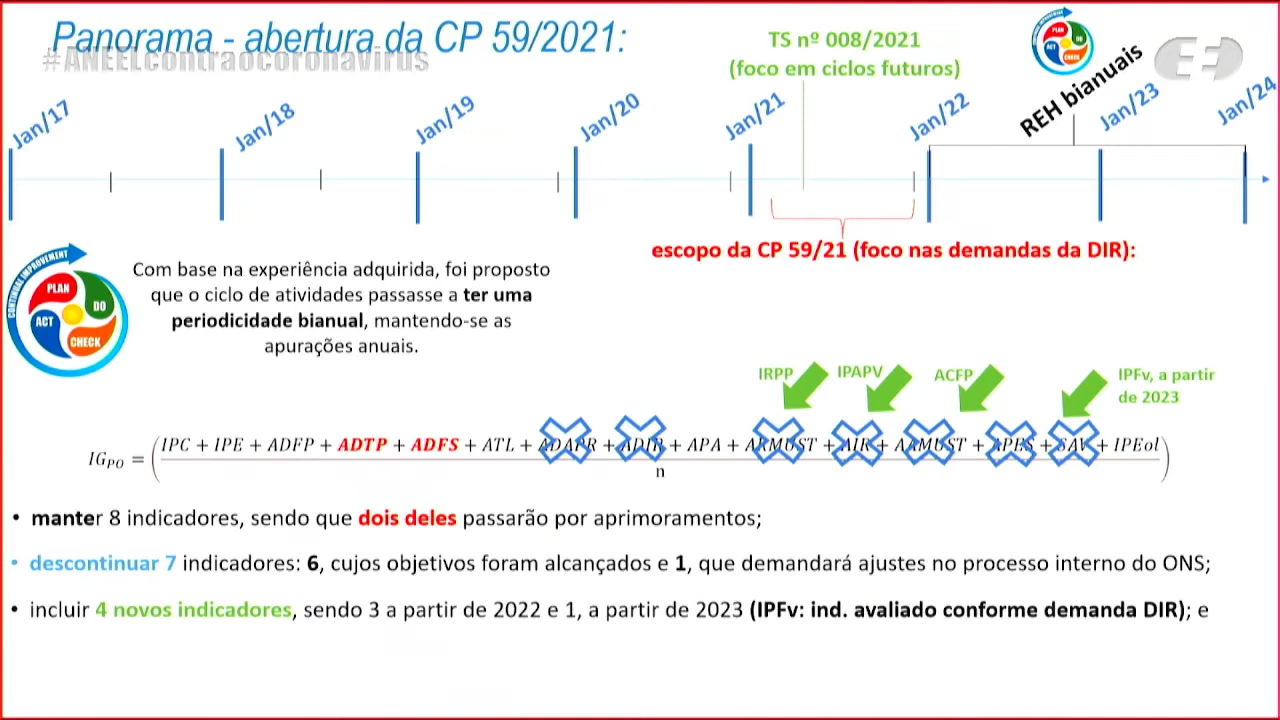 Panorama - abertura da CP 59/2021:
#ANEELcontraocoronavirus
TS nº 008/2021
(foco em ciclos futuros)
PLAN
DO
CHECK
ACT
REH bianuais
Jan/17
Jan/18
Jan/19
Jan/20
Jan/21
Jan/22
Jan/23
Jan/24
escopo da CP 59/21 (foco nas demandas da DIR):
CONTINUAL IMPROVEMENT
PLAN
DO
CHECK
ACT
Com base na experiência adquirida, foi proposto
que o ciclo de atividades passasse a ter uma
periodicidade bianual, mantendo-se as
apurações anuais.
IRPP
IPAPV
ACFP
IPFv, a partir
de 2023
IG_PO = (IPC + IPE + ADFP + ADTP + ADFS + ATL + ADAPR + ADIR + APA + ARMUST + AIR + AAMUST + APES + SAV + IPEol)
n
• manter 8 indicadores, sendo que dois deles passarão por aprimoramentos;
• descontinuar 7 indicadores: 6, cujos objetivos foram alcançados e 1, que demandará ajustes no processo interno do ONS;
• incluir 4 novos indicadores, sendo 3 a partir de 2022 e 1, a partir de 2023 (IPFv: ind. avaliado conforme demanda DIR); e